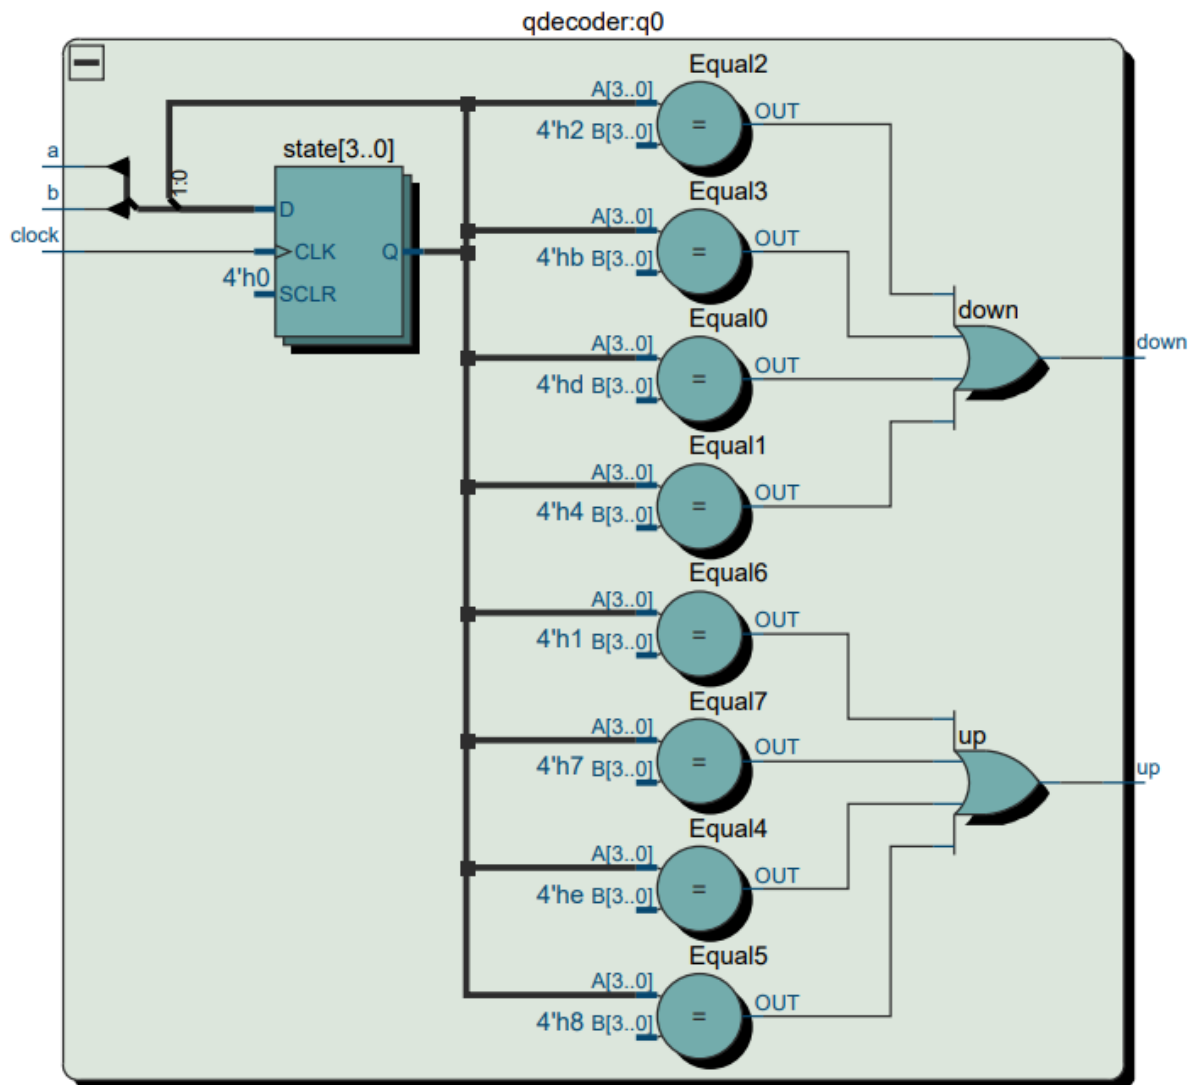 qdecoder:q0
a
b
clock
1:0
state[3..0]
D
CLK
Q
4'h0
SCLR
Equal2
A[3..0]
4'h2 B[3..0]
=
OUT
Equal3
A[3..0]
4'hb B[3..0]
=
OUT
Equal0
A[3..0]
4'hd B[3..0]
=
OUT
Equal1
A[3..0]
4'h4 B[3..0]
=
OUT
down
down
Equal6
A[3..0]
4'h1 B[3..0]
=
OUT
Equal7
A[3..0]
4'h7 B[3..0]
=
OUT
Equal4
A[3..0]
4'he B[3..0]
=
OUT
Equal5
A[3..0]
4'h8 B[3..0]
=
OUT
up
up